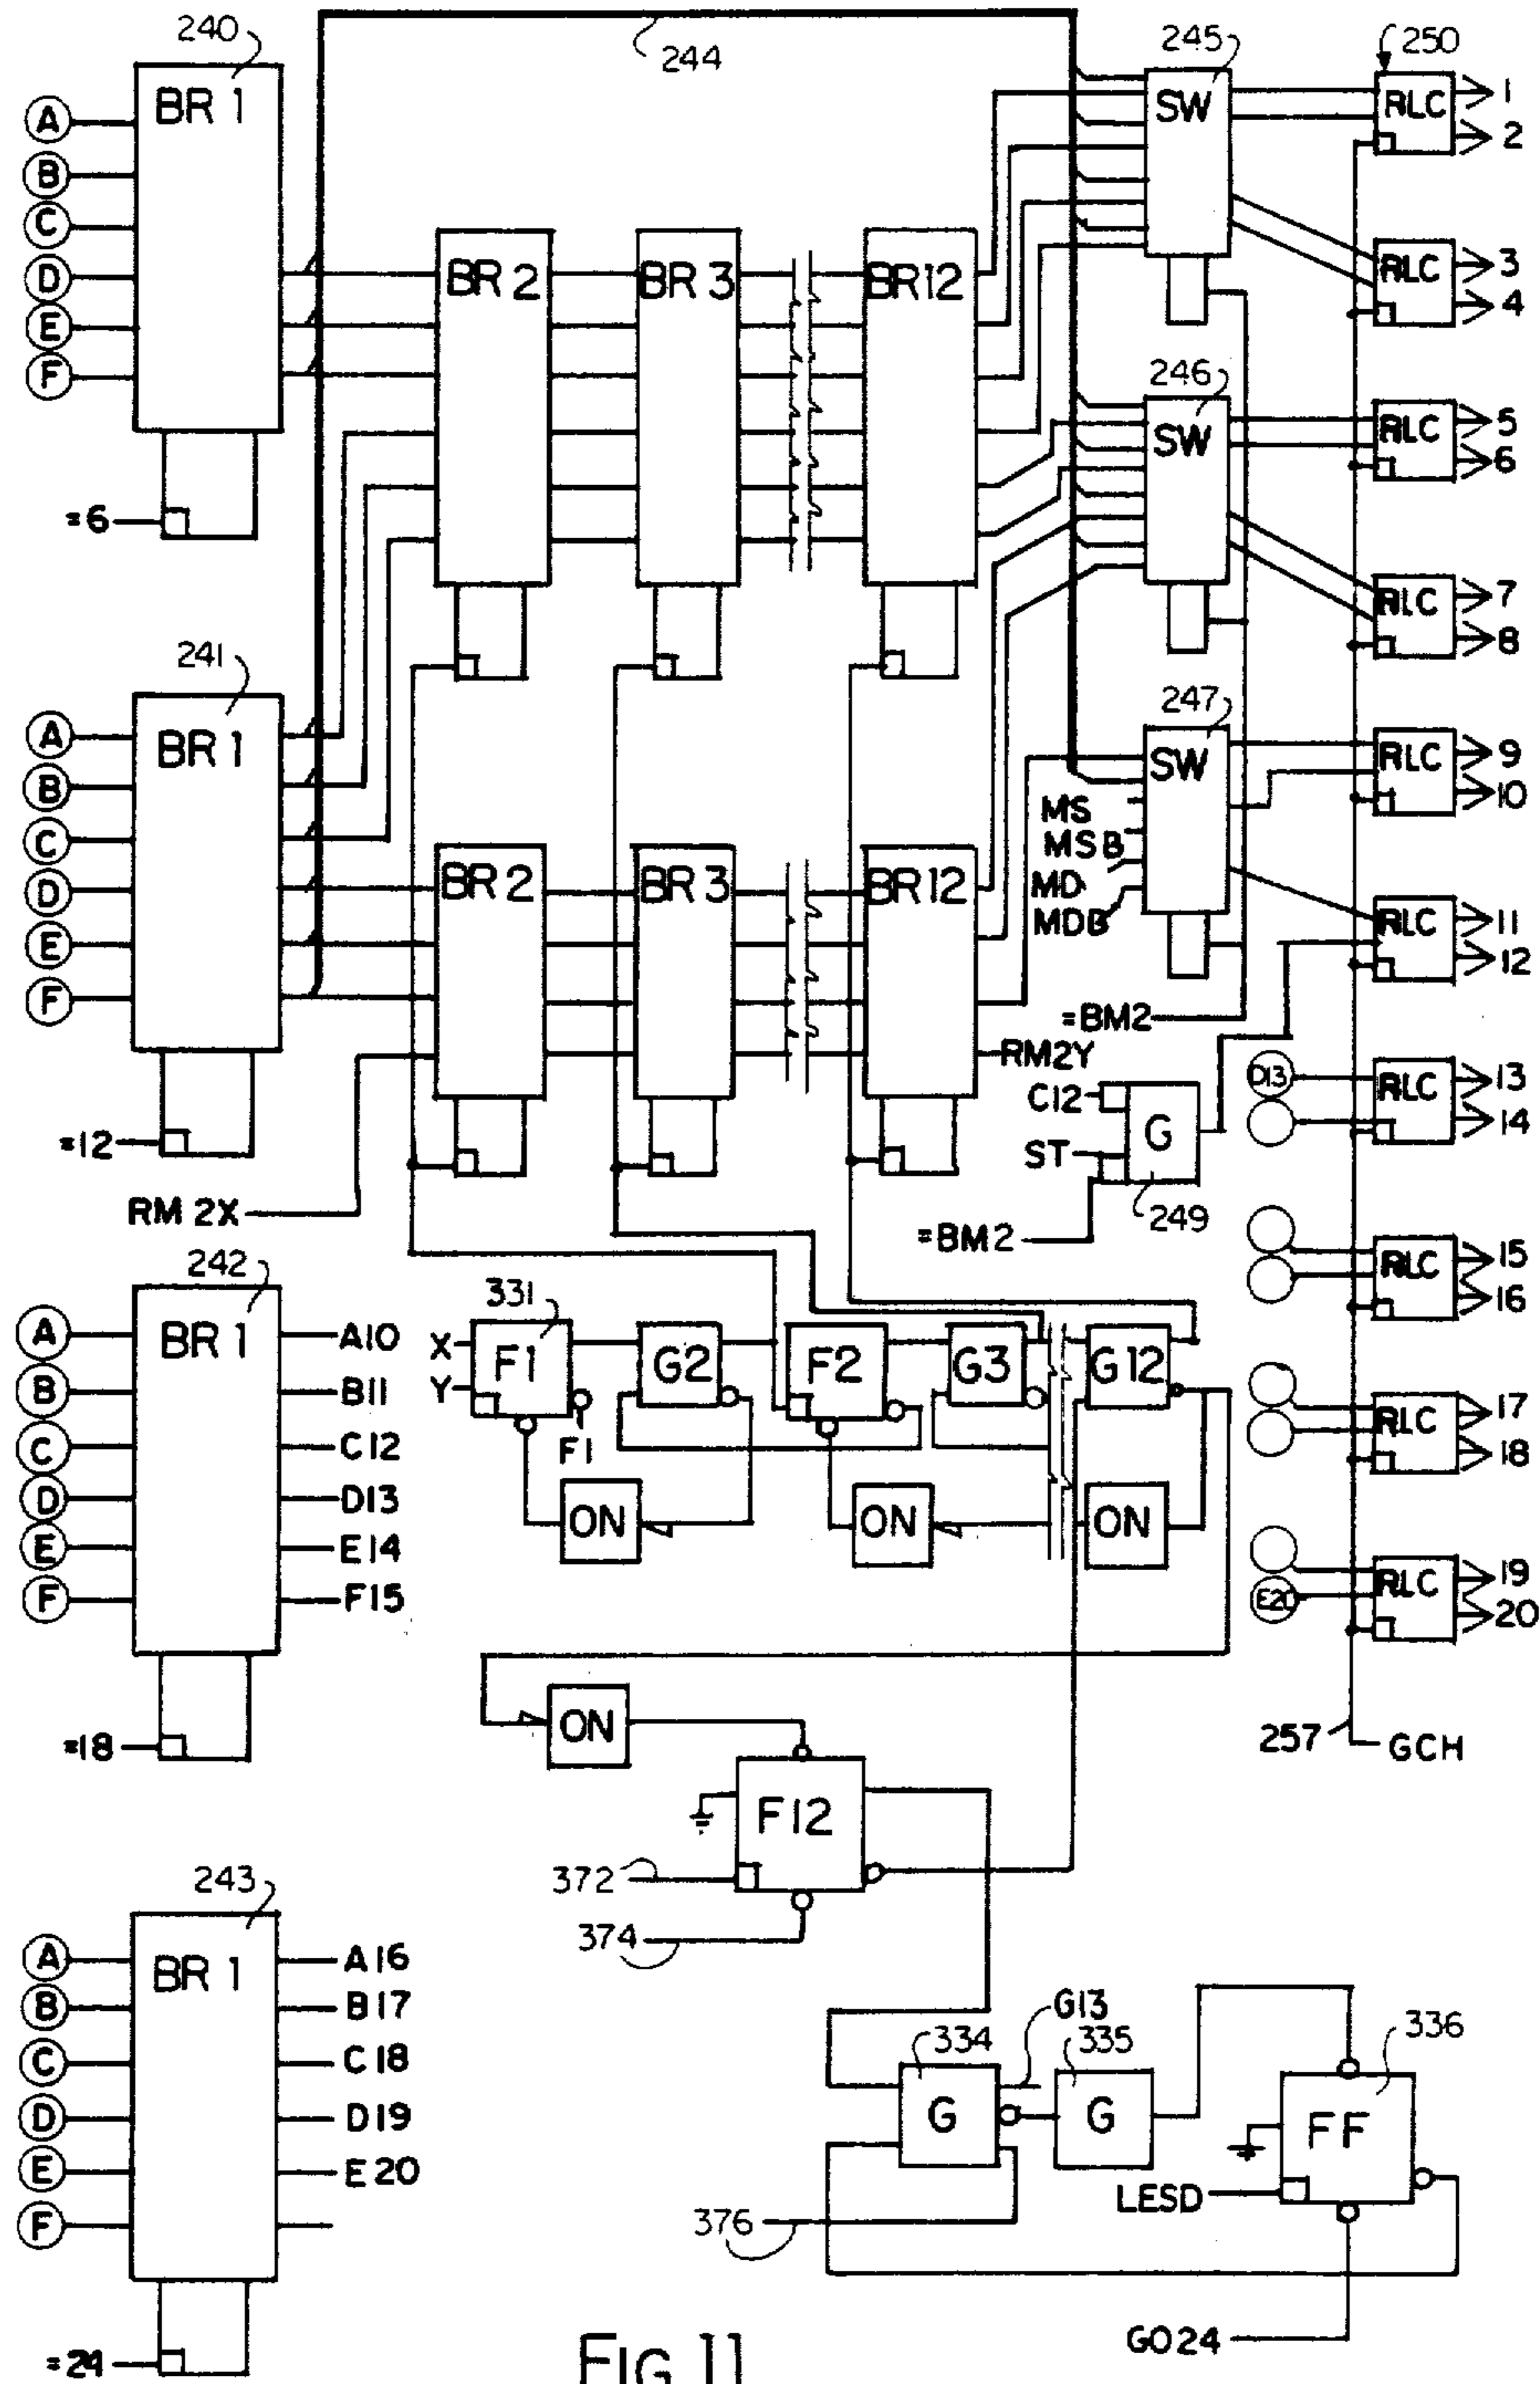 240
244
245
250
A
BR 1
SW
RLC
1
2
B
C
D
E
F
BR 2
BR 3
BR 12
RLC
3
4
=6
246
SW
RLC
5
6
RLC
7
8
241
A
B
C
D
E
F
BR 1
247
SW
MS
MSB
MD
MDB
RLC
9
10
BR 2
BR 3
BR 12
RLC
11
12
=BM2
RM2Y
=12
RM 2X
C12
ST
G
249
=BM2
D13
RLC
13
14
RLC
15
16
242
A
B
C
D
E
F
BR 1
A10
B11
C12
D13
E14
F15
=18
331
X
Y
F1
F1
G2
F2
G3
G12
ON
ON
ON
RLC
17
18
E20
RLC
19
20
257
GCH
ON
F12
372
374
243
A
B
C
D
E
F
BR 1
A16
B17
C18
D19
E20
=24
G13
334
335
336
G
G
FF
LESD
376
GO24
FIG 11